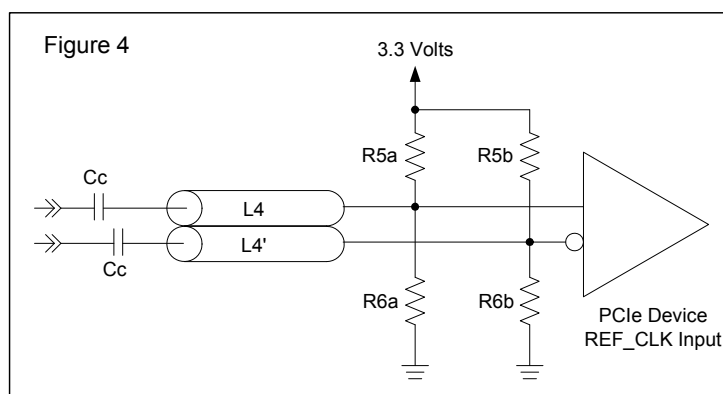 Figure 4
3.3 Volts
R5a
R5b
Cc
L4
L4'
Cc
R6a
R6b
PCIe Device
REF_CLK Input